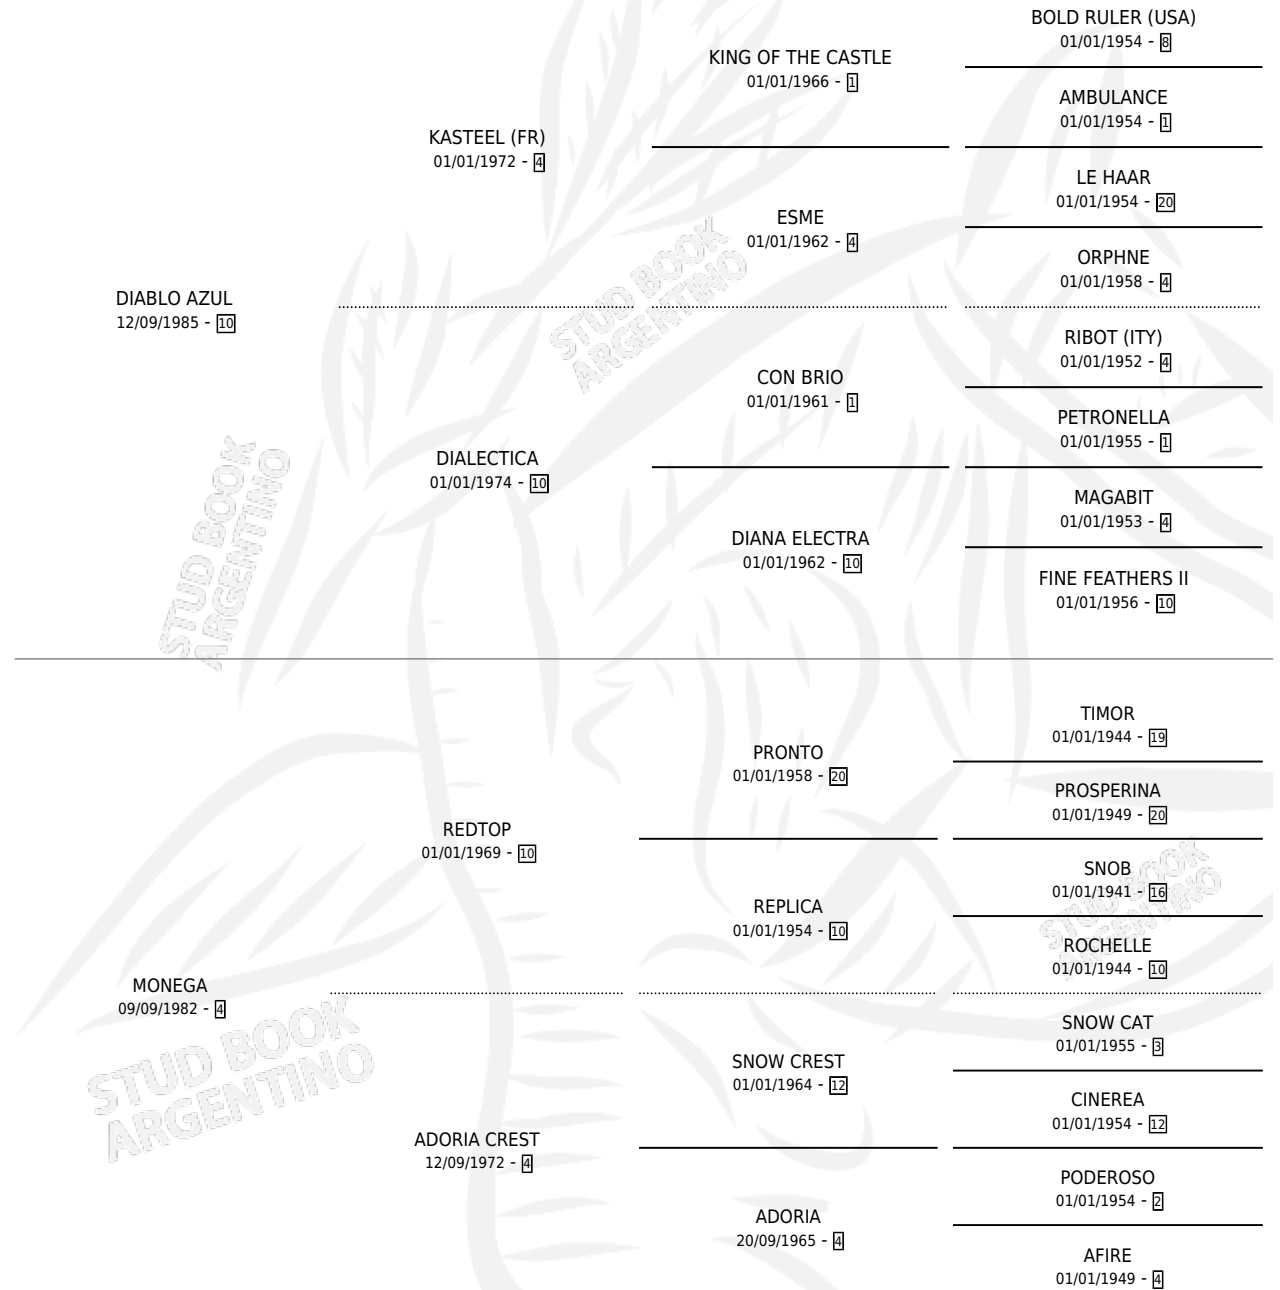 BOLD RULER (USA)
01/01/1954 - 8
KING OF THE CASTLE
01/01/1966 - 1
AMBULANCE
01/01/1954 - 1
KASTEEL (FR)
01/01/1972 - 4
LE HAAR
01/01/1954 - 20
ESME
01/01/1962 - 4
ORPHNE
01/01/1958 - 4
DIABLO AZUL
12/09/1985 - 10
RIBOT (ITY)
01/01/1952 - 4
CON BRIO
01/01/1961 - 1
PETRONELLA
01/01/1955 - 1
DIALECTICA
01/01/1974 - 10
MAGABIT
01/01/1953 - 4
DIANA ELECTRA
01/01/1962 - 10
FINE FEATHERS II
01/01/1956 - 10
STUD BOOK
ARGENTINO
STUD BOOK
ARGENTINO
TIMOR
01/01/1944 - 19
PRONTO
01/01/1958 - 20
PROSPERINA
01/01/1949 - 20
REDTOP
01/01/1969 - 10
SNOB
01/01/1941 - 16
REPLICA
01/01/1954 - 10
ROCHELLE
01/01/1944 - 10
MONEGA
09/09/1982 - 4
SNOW CAT
01/01/1955 - 3
SNOW CREST
01/01/1964 - 12
CINEREA
01/01/1954 - 12
ADORIA CREST
12/09/1972 - 4
PODEROSO
01/01/1954 - 2
ADORIA
20/09/1965 - 4
AFIRE
01/01/1949 - 4
STUD BOOK
ARGENTINO
STUD BOOK
ARGENTINO